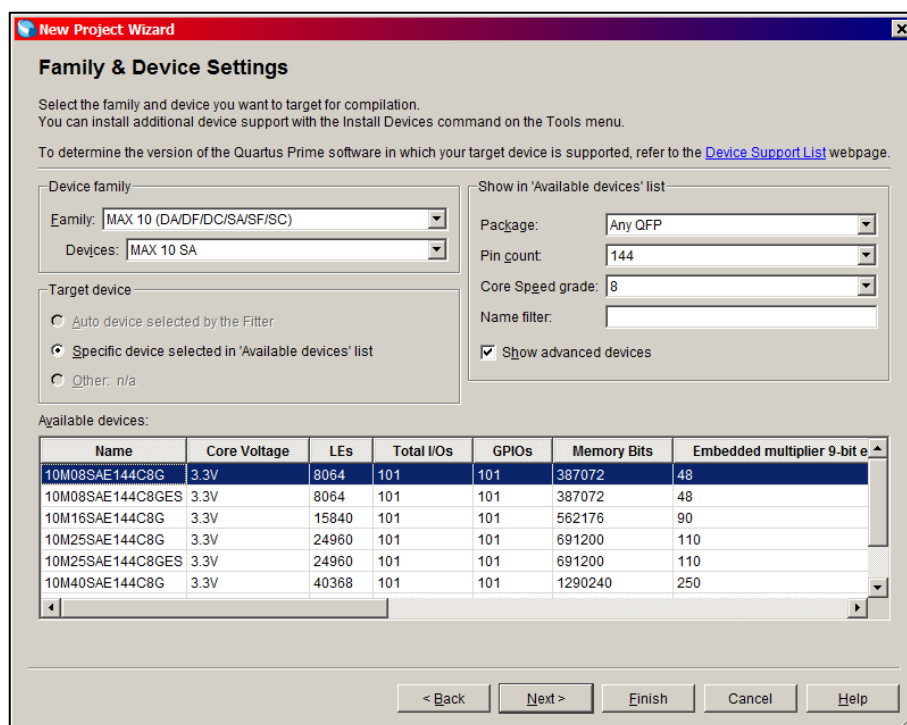 New Project Wizard
Family & Device Settings
Select the family and device you want to target for compilation.
You can install additional device support with the Install Devices command on the Tools menu.
To determine the version of the Quartus Prime software in which your target device is supported, refer to the Device Support List webpage.
Device family
Family: MAX 10 (DA/DF/DC/SA/SF/SC)
Devices: MAX 10 SA
Target device
Auto device selected by the Fitter
Specific device selected in 'Available devices' list
Other: n/a
Show in 'Available devices' list
Package: Any QFP
Pin count: 144
Core Speed grade: 8
Name filter:
Show advanced devices
Available devices:
Name Core Voltage LEs Total I/Os GPIOs Memory Bits Embedded multiplier 9-bit e
10M08SAE144C8G 3.3V 8064 101 101 387072 48
10M08SAE144C8GES 3.3V 8064 101 101 387072 48
10M16SAE144C8G 3.3V 15840 101 101 562176 90
10M25SAE144C8G 3.3V 24960 101 101 691200 110
10M25SAE144C8GES 3.3V 24960 101 101 691200 110
10M40SAE144C8G 3.3V 40368 101 101 1290240 250
< Back Next > Finish Cancel Help